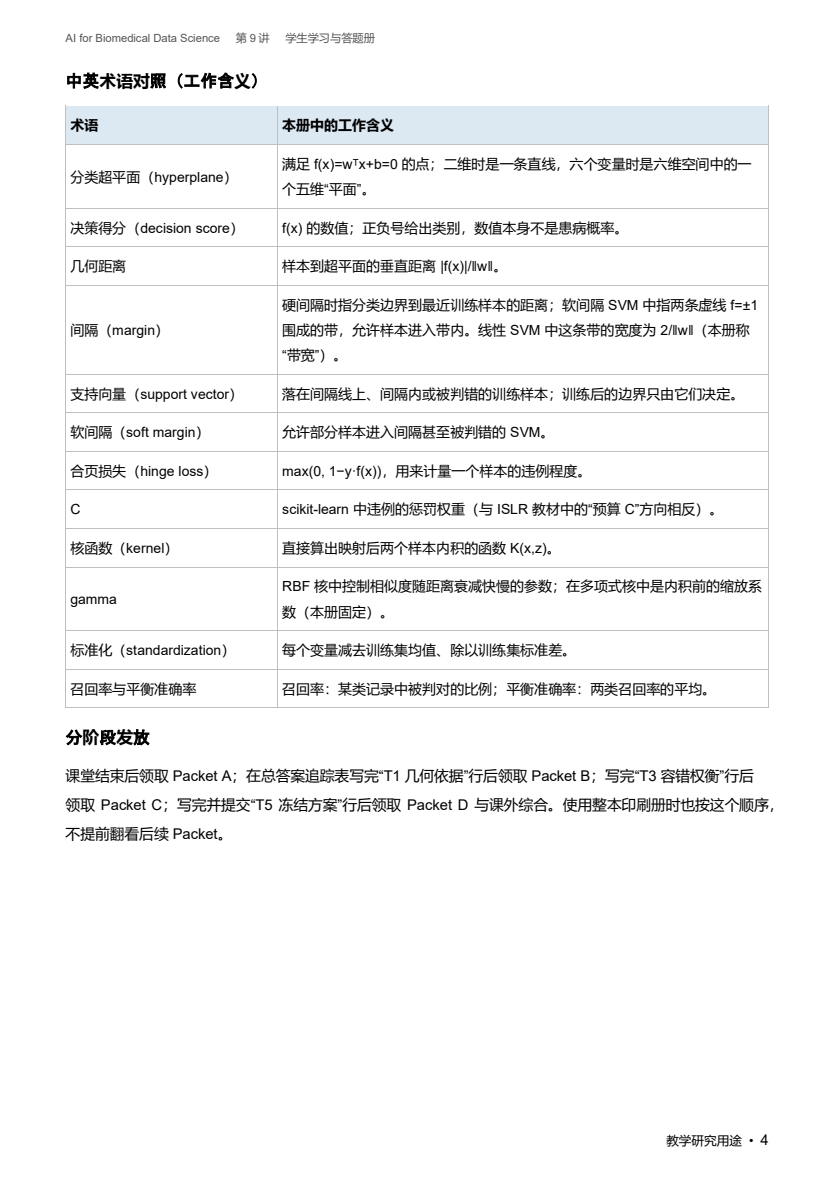 AI for Biomedical Data Science 第 9 讲 学生学习与答题册
中英术语对照（工作含义）
术语 本册中的工作含义
分类超平面（hyperplane） 满足 f(x)=wᵀx+b=0 的点；二维时是一条直线，六个变量时是六维空间中的一
个五维“平面”。
决策得分（decision score） f(x) 的数值；正负号给出类别，数值本身不是患病概率。
几何距离 样本到超平面的垂直距离 |f(x)|/‖w‖。
间隔（margin） 硬间隔时指分类边界到最近训练样本的距离；软间隔 SVM 中指两条虚线 f=±1
围成的带，允许样本进入带内。线性 SVM 中这条带的宽度为 2/‖w‖（本册称
“带宽”）。
支持向量（support vector） 落在间隔线上、间隔内或被判错的训练样本；训练后的边界只由它们决定。
软间隔（soft margin） 允许部分样本进入间隔甚至被判错的 SVM。
合页损失（hinge loss） max(0, 1−y·f(x))，用来计量一个样本的违例程度。
C scikit-learn 中违例的惩罚权重（与 ISLR 教材中的“预算 C”方向相反）。
核函数（kernel） 直接算出映射后两个样本内积的函数 K(x,z)。
gamma RBF 核中控制相似度随距离衰减快慢的参数；在多项式核中是内积前的缩放系
数（本册固定）。
标准化（standardization） 每个变量减去训练集均值、除以训练集标准差。
召回率与平衡准确率 召回率：某类记录中被判对的比例；平衡准确率：两类召回率的平均。
分阶段发放
课堂结束后领取 Packet A；在总答案追踪表写完“T1 几何依据”行后领取 Packet B；写完“T3 容错权衡”行后
领取 Packet C；写完并提交“T5 冻结方案”行后领取 Packet D 与课外综合。使用整本印刷册时也按这个顺序，
不提前翻看后续 Packet。
教学研究用途 • 4